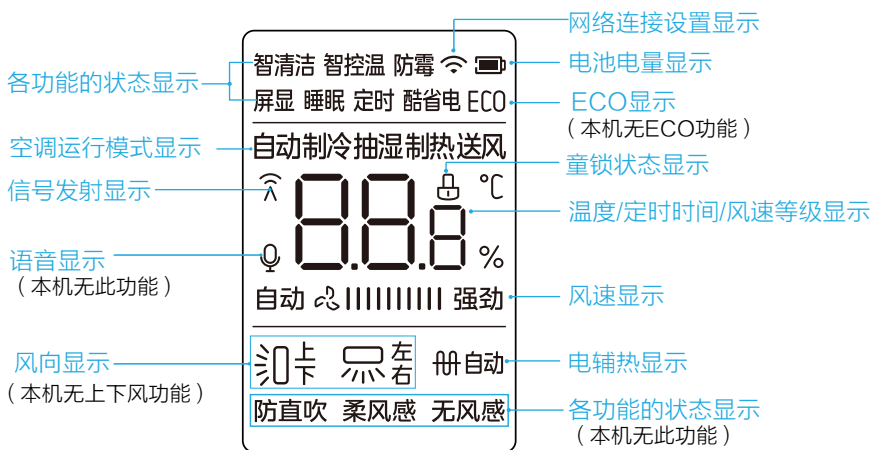 网络连接设置显示
智清洁 智控温 防霉
电池电量显示
各功能的状态显示
屏显 睡眠 定时 酷省电 ECO
ECO显示
（本机无ECO功能）
空调运行模式显示
自动制冷抽湿制热送风
童锁状态显示
信号发射显示
88.8
℃
温度/定时时间/风速等级显示
语音显示
（本机无此功能）
%
自动
强劲
风速显示
风向显示
（本机无上下风功能）
上下
左右
自动
电辅热显示
防直吹 柔风感 无风感
各功能的状态显示
（本机无此功能）